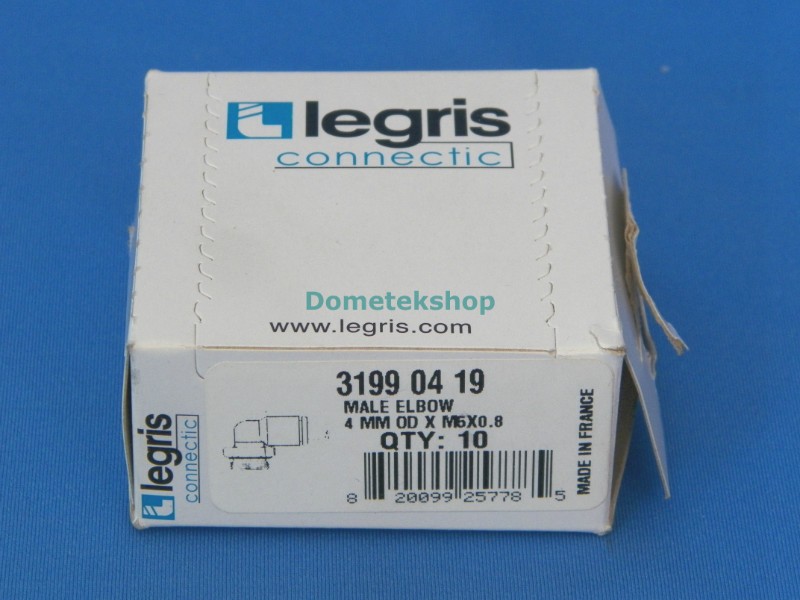 legris
connectic
Dometekshop
www.legris.com
3199 04 19
MALE ELBOW
4 MM OD X M5X0.8
QTY: 10
8 20099 25778 5
MADE IN FRANCE
legris
connectic